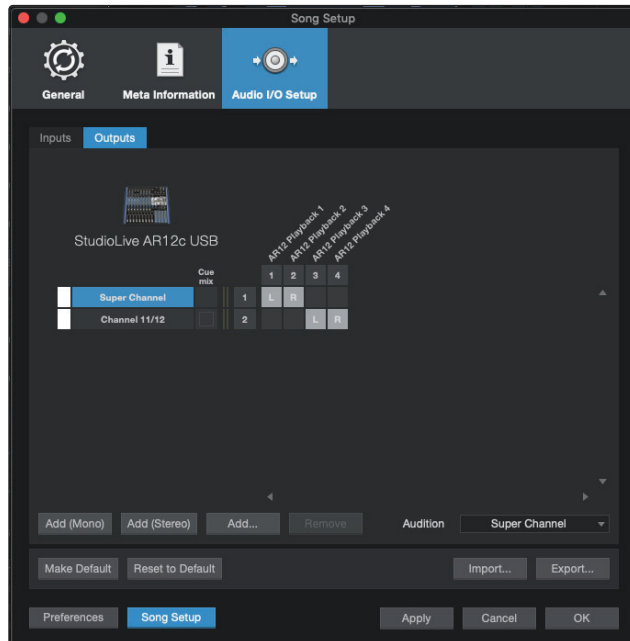 Song Setup
General
Meta Information
Audio I/O Setup
Inputs
Outputs
StudioLive AR12c USB
AR12 Playback 1
AR12 Playback 2
AR12 Playback 3
AR12 Playback 4
Cue mix
1 2 3 4
Super Channel 1 L R
Channel 11/12 2 L R
Add (Mono) Add (Stereo) Add... Remove Audition Super Channel
Make Default Reset to Default Import... Export...
Preferences Song Setup Apply Cancel OK